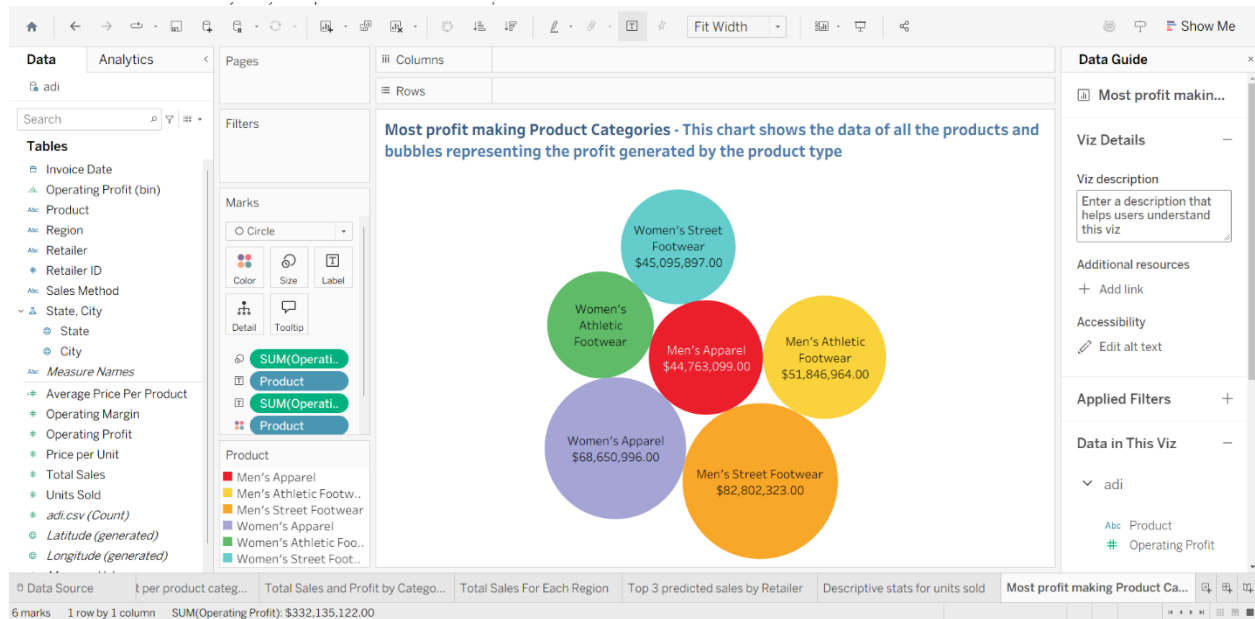 Fit Width
Show Me
Data
Analytics
adi
Search
Tables
Invoice Date
Operating Profit (bin)
Abc Product
Abc Region
Abc Retailer
Retailer ID
Abc Sales Method
State, City
State
City
Abc Measure Names
Average Price Per Product
Operating Margin
Operating Profit
Price per Unit
Total Sales
Units Sold
adi.csv (Count)
Latitude (generated)
Longitude (generated)
Pages
Filters
Marks
Circle
Color
Size
Label
Detail
Tooltip
SUM(Operati..
Product
SUM(Operati..
Product
Product
Men's Apparel
Men's Athletic Footw..
Men's Street Footwear
Women's Apparel
Women's Athletic Foo..
Women's Street Foot..
Columns
Rows
Most profit making Product Categories - This chart shows the data of all the products and
bubbles representing the profit generated by the product type
Women's Street
Footwear
$45,095,897.00
Women's
Athletic
Footwear
Men's Apparel
$44,763,099.00
Men's Athletic
Footwear
$51,846,964.00
Women's Apparel
$68,650,996.00
Men's Street Footwear
$82,802,323.00
Data Guide
Most profit makin...
Viz Details
Viz description
Enter a description that
helps users understand
this viz
Additional resources
Add link
Accessibility
Edit alt text
Applied Filters
Data in This Viz
adi
Abc Product
Operating Profit
Data Source
t per product categ...
Total Sales and Profit by Catego...
Total Sales For Each Region
Top 3 predicted sales by Retailer
Descriptive stats for units sold
Most profit making Product Ca...
6 marks
1 row by 1 column
SUM(Operating Profit): $332,135,122.00